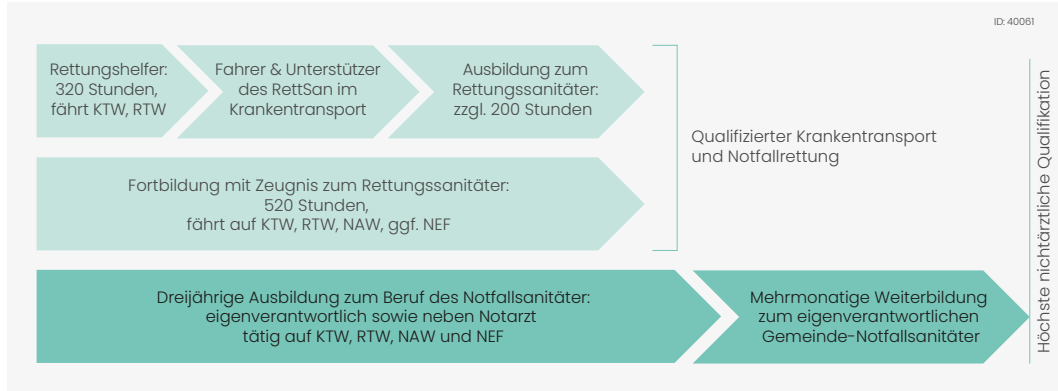 ID: 40061
Rettungshelfer:
320 Stunden,
fährt KTW, RTW
Fahrer & Unterstützer
des RettSan im
Krankentransport
Ausbildung zum
Rettungssanitäter:
zzgl. 200 Stunden
Qualifizierter Krankentransport
und Notfallrettung
Fortbildung mit Zeugnis zum Rettungssanitäter:
520 Stunden,
fährt auf KTW, RTW, NAW, ggf. NEF
Dreijährige Ausbildung zum Beruf des Notfallsanitäter:
eigenverantwortlich sowie neben Notarzt
tätig auf KTW, RTW, NAW und NEF
Mehrmonatige Weiterbildung
zum eigenverantwortlichen
Gemeinde-Notfallsanitäter
Höchste nichtärztliche Qualifikation